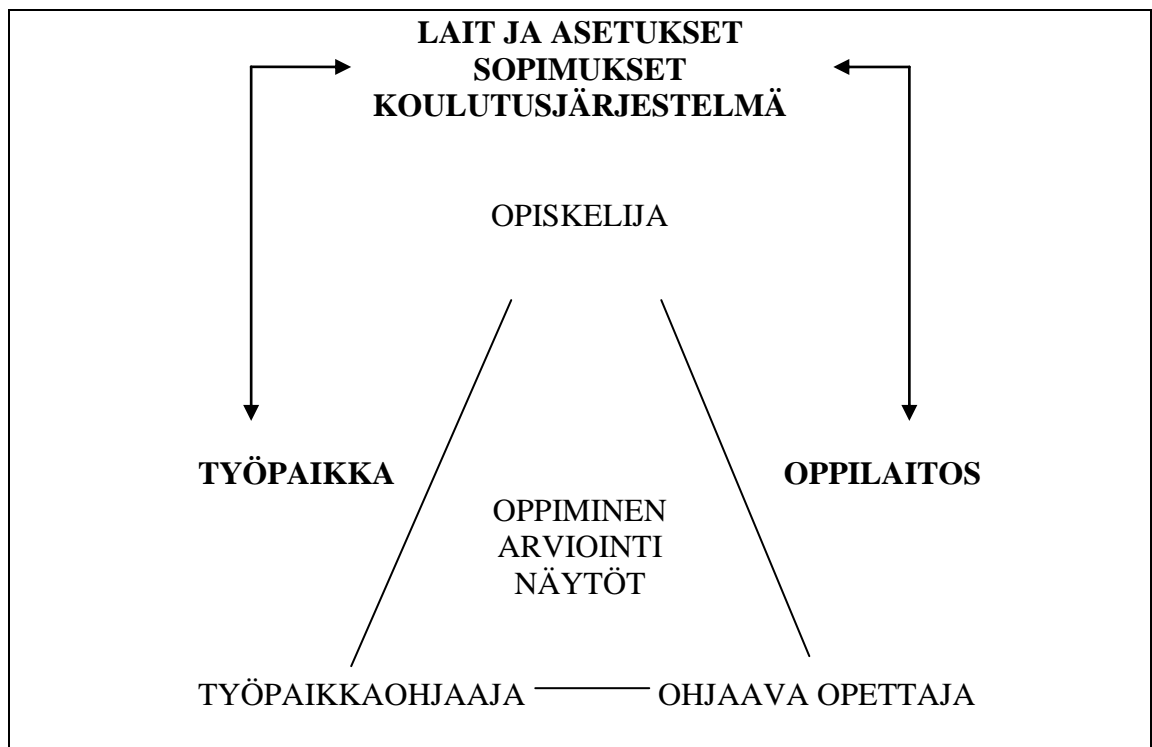 LAIT JA ASETUKSET
SOPIMUKSET
KOULUTUSJÄRJESTELMÄ
OPISKELIJA
TYÖPAIKKA
OPPILAITOS
OPPIMINEN
ARVIOINTI
NÄYTÖT
TYÖPAIKKAOHJAAJA
OHJAAVA OPETTAJA